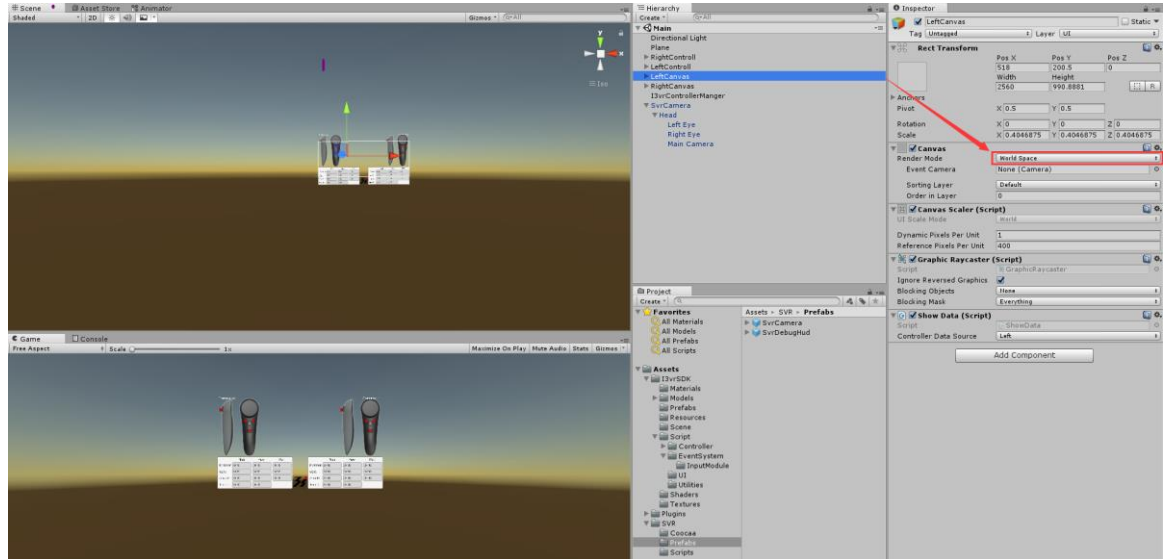 Scene
Asset Store
Animator
Shaded
2D
Gizmos
All
y
x
Iso
Game
Console
Free Aspect
Scale
1x
Maximize On Play
Mute Audio
Stats
Gizmos
Hierarchy
Create
All
Main
Directional Light
Plane
RightControll
LeftControll
LeftCanvas
RightCanvas
I3vrControllerManger
SvrCamera
Head
Left Eye
Right Eye
Main Camera
Project
Create
Favorites
All Materials
All Models
All Prefabs
All Scripts
Assets
I3vrSDK
Materials
Models
Prefabs
Resources
Scene
Script
Controller
EventSystem
InputModule
UI
Utilities
Shaders
Textures
Plugins
SVR
Coocaa
Prefabs
Scripts
Assets > SVR > Prefabs
SvrCamera
SvrDebugHud
Inspector
LeftCanvas
Static
Tag Untagged Layer UI
Rect Transform
Pos X Pos Y Pos Z
518 200.5 0
Width Height
2560 990.8881
R
Anchors
Pivot X 0.5 Y 0.5
Rotation X 0 Y 0 Z 0
Scale X 0.4046875 Y 0.4046875 Z 0.4046875
Canvas
Render Mode World Space
Event Camera None (Camera)
Sorting Layer Default
Order in Layer 0
Canvas Scaler (Script)
UI Scale Mode World
Dynamic Pixels Per Unit 1
Reference Pixels Per Unit 400
Graphic Raycaster (Script)
Script GraphicRaycaster
Ignore Reversed Graphics
Blocking Objects None
Blocking Mask Everything
Show Data (Script)
Script ShowData
Controller Data Source Left
Add Component